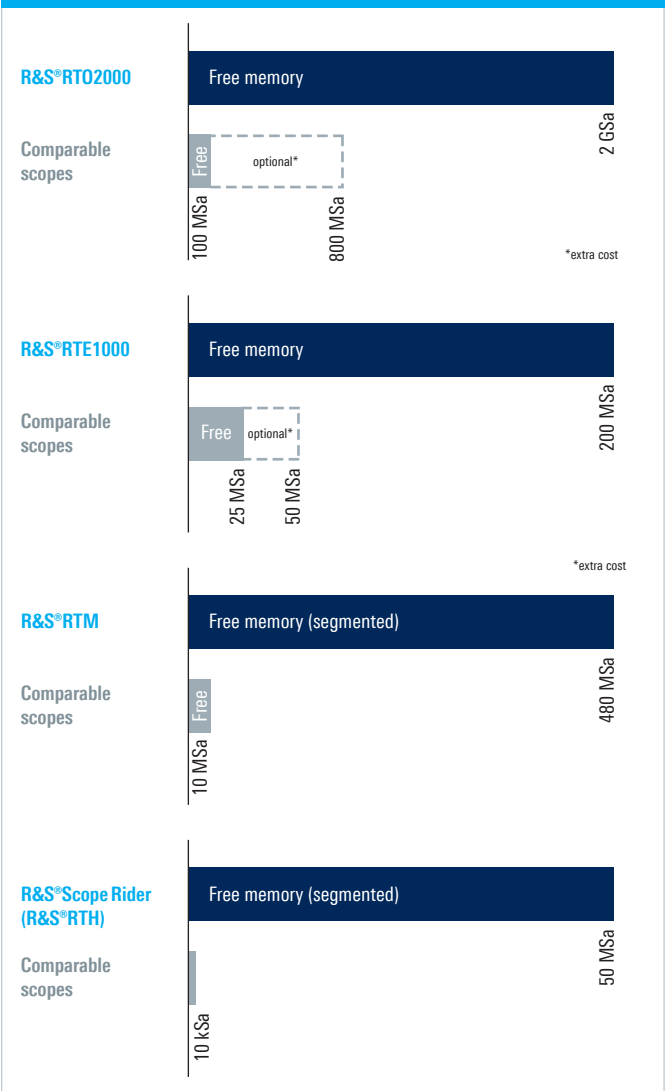 R&S®RTO2000
Free memory
2 GSa
Comparable
scopes
Free
optional*
100 MSa
800 MSa
*extra cost
R&S®RTE1000
Free memory
200 MSa
Comparable
scopes
Free
optional*
25 MSa
50 MSa
*extra cost
R&S®RTM
Free memory (segmented)
480 MSa
Comparable
scopes
Free
10 MSa
R&S®Scope Rider
(R&S®RTH)
Free memory (segmented)
50 MSa
Comparable
scopes
10 kSa